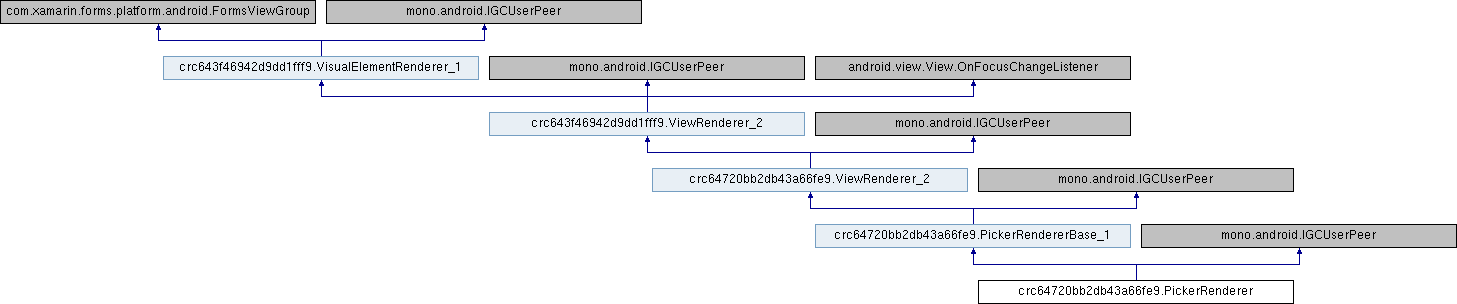 com.xamarin.forms.platform.android.FormsViewGroup
mono.android.IGCUserPeer
crc643f46942d9dd1fff9.VisualElementRenderer_1
mono.android.IGCUserPeer
android.view.View.OnFocusChangeListener
crc643f46942d9dd1fff9.ViewRenderer_2
mono.android.IGCUserPeer
crc64720bb2db43a66fe9.ViewRenderer_2
mono.android.IGCUserPeer
crc64720bb2db43a66fe9.PickerRendererBase_1
mono.android.IGCUserPeer
crc64720bb2db43a66fe9.PickerRenderer